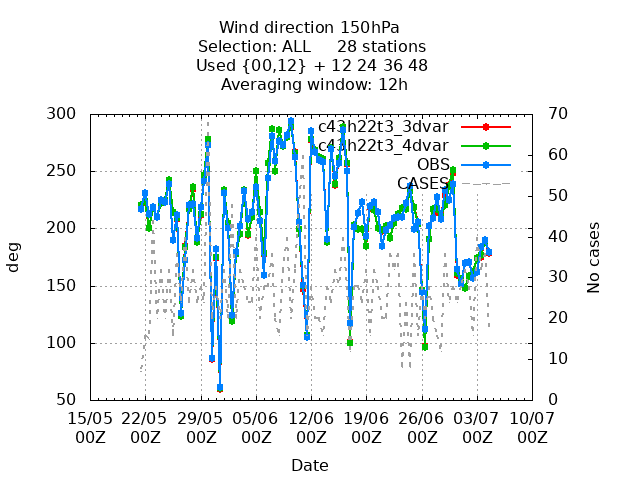 Wind direction 150hPa
Selection: ALL 28 stations
Used {00,12} + 12 24 36 48
Averaging window: 12h
c43h22t3_3dvar
c43h22t3_4dvar
OBS
CASES
300
250
200
150
100
50
deg
70
60
50
40
30
20
10
0
No cases
15/05 22/05 29/05 05/06 12/06 19/06 26/06 03/07 10/07
00Z 00Z 00Z 00Z 00Z 00Z 00Z 00Z 00Z
Date